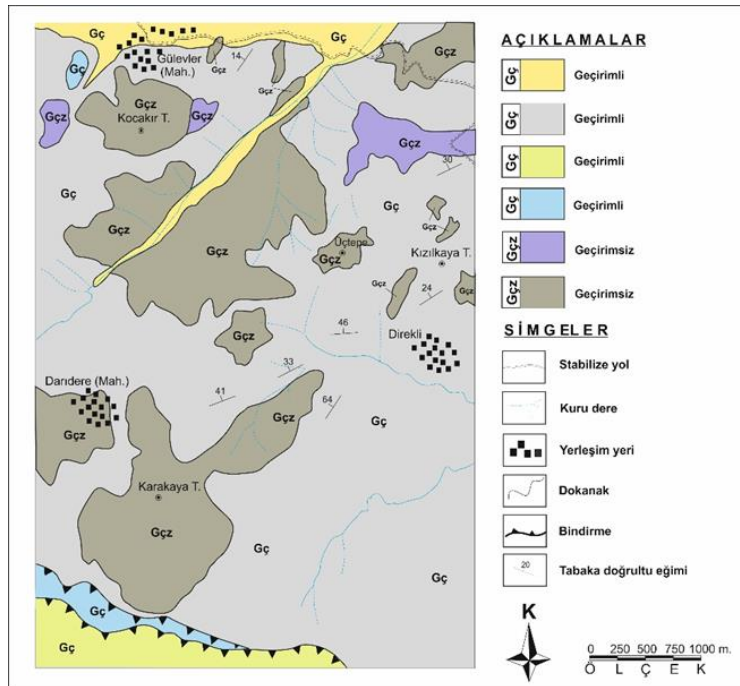 Gç
Gülevler
(Mah.)
14
Gçz
Gçz
Gç
Gçz
Kocakır T.
Gçz
Gçz
Gçz
Gçz
30
Gç
Gç
Gçz
Gçz
Üçtepe
Gçz
Kızılkaya T.
Gçz
Gçz
24
Gçz
46
Direkli
33
Darıdere (Mah.)
41
64
Gçz
Gçz
Gç
Karakaya T.
Gçz
Gç
Gç
Gç
Gç
AÇIKLAMALAR
Gç Geçirimli
Gç Geçirimli
Gç Geçirimli
Gç Geçirimli
Gçz Geçirimsiz
Gçz Geçirimsiz
SİMGELER
Stabilize yol
Kuru dere
Yerleşim yeri
Dokanak
Bindirme
20 Tabaka doğrultu eğimi
K
0 250 500 750 1000 m.
Ö L Ç E K